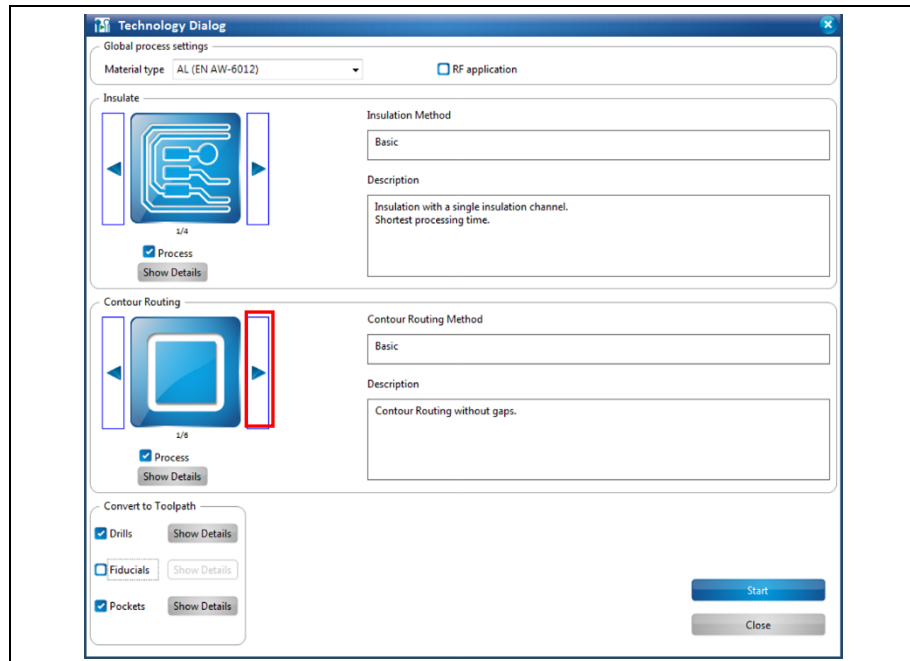 Technology Dialog
Global process settings
Material type AL (EN AW-6012) RF application
Insulate
Insulation Method
Basic
Description
Insulation with a single insulation channel.
Shortest processing time.
1/4
Process
Show Details
Contour Routing
Contour Routing Method
Basic
Description
Contour Routing without gaps.
1/6
Process
Show Details
Convert to Toolpath
Drills Show Details
Fiducials Show Details
Pockets Show Details
Start
Close